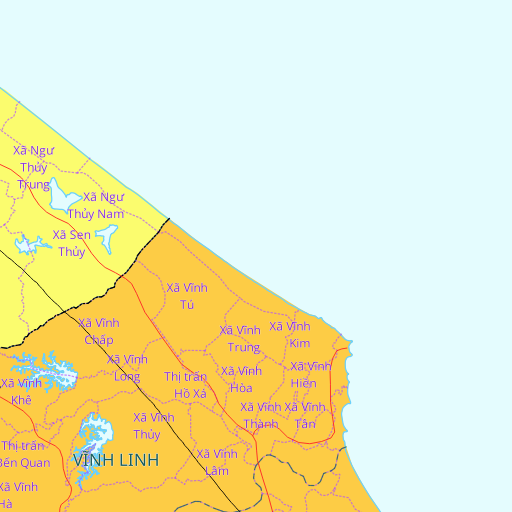 Xã Ngư
Thủy
Trung
Xã Ngư
Thủy Nam
Xã Sen
Thủy
Xã Vĩnh
Tú
Xã Vĩnh
Chấp
Xã Vĩnh
Trung
Xã Vĩnh
Kim
Xã Vĩnh
Long
Thị trấn
Hồ Xá
Xã Vĩnh
Hòa
Xã Vĩnh
Hiền
Xã Vĩnh
Khê
Xã Vĩnh
Thủy
Xã Vĩnh
Thành
Xã Vĩnh
Tân
Thị trấn
Bến Quan
VĨNH LINH
Xã Vĩnh
Lâm
Xã Vĩnh
Hà